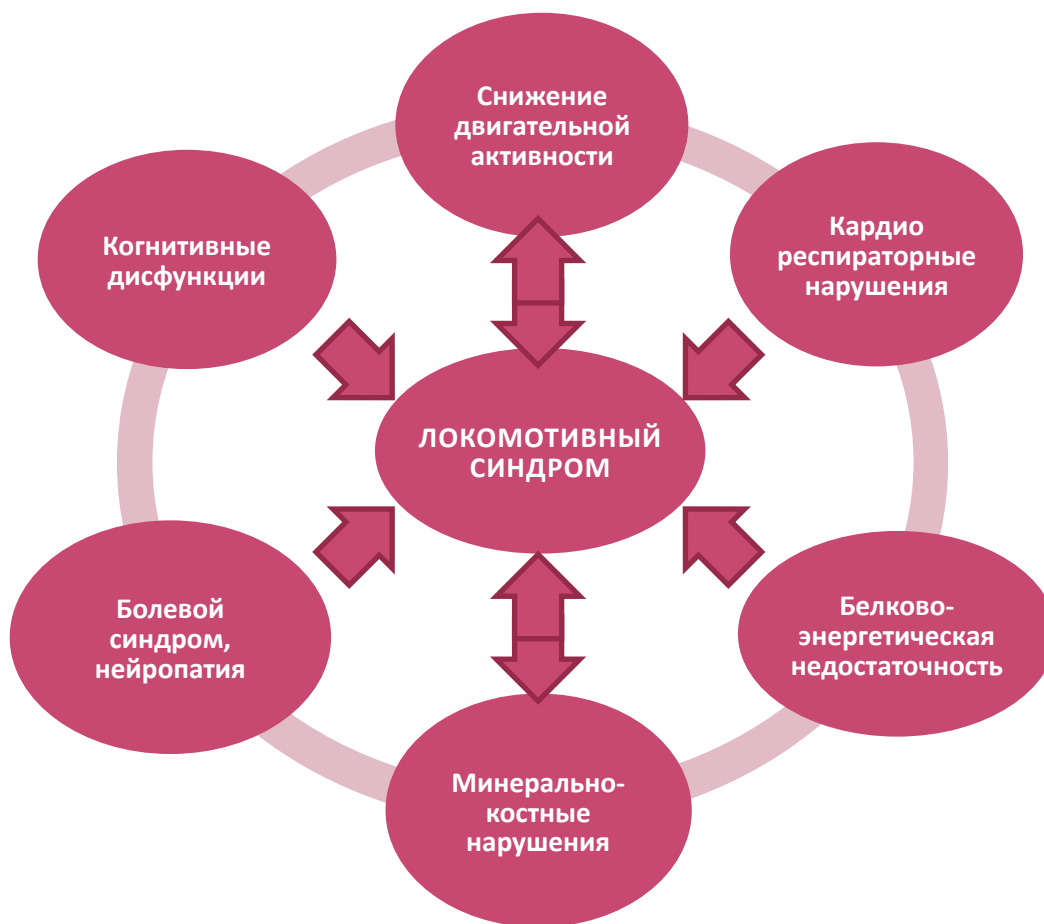 Снижение
двигательной
активности
Когнитивные
дисфункции
Кардио
респираторные
нарушения
ЛОКОМОТИВНЫЙ
СИНДРОМ
Болевой
синдром,
нейропатия
Белково-
энергетическая
недостаточность
Минерально-
костные
нарушения